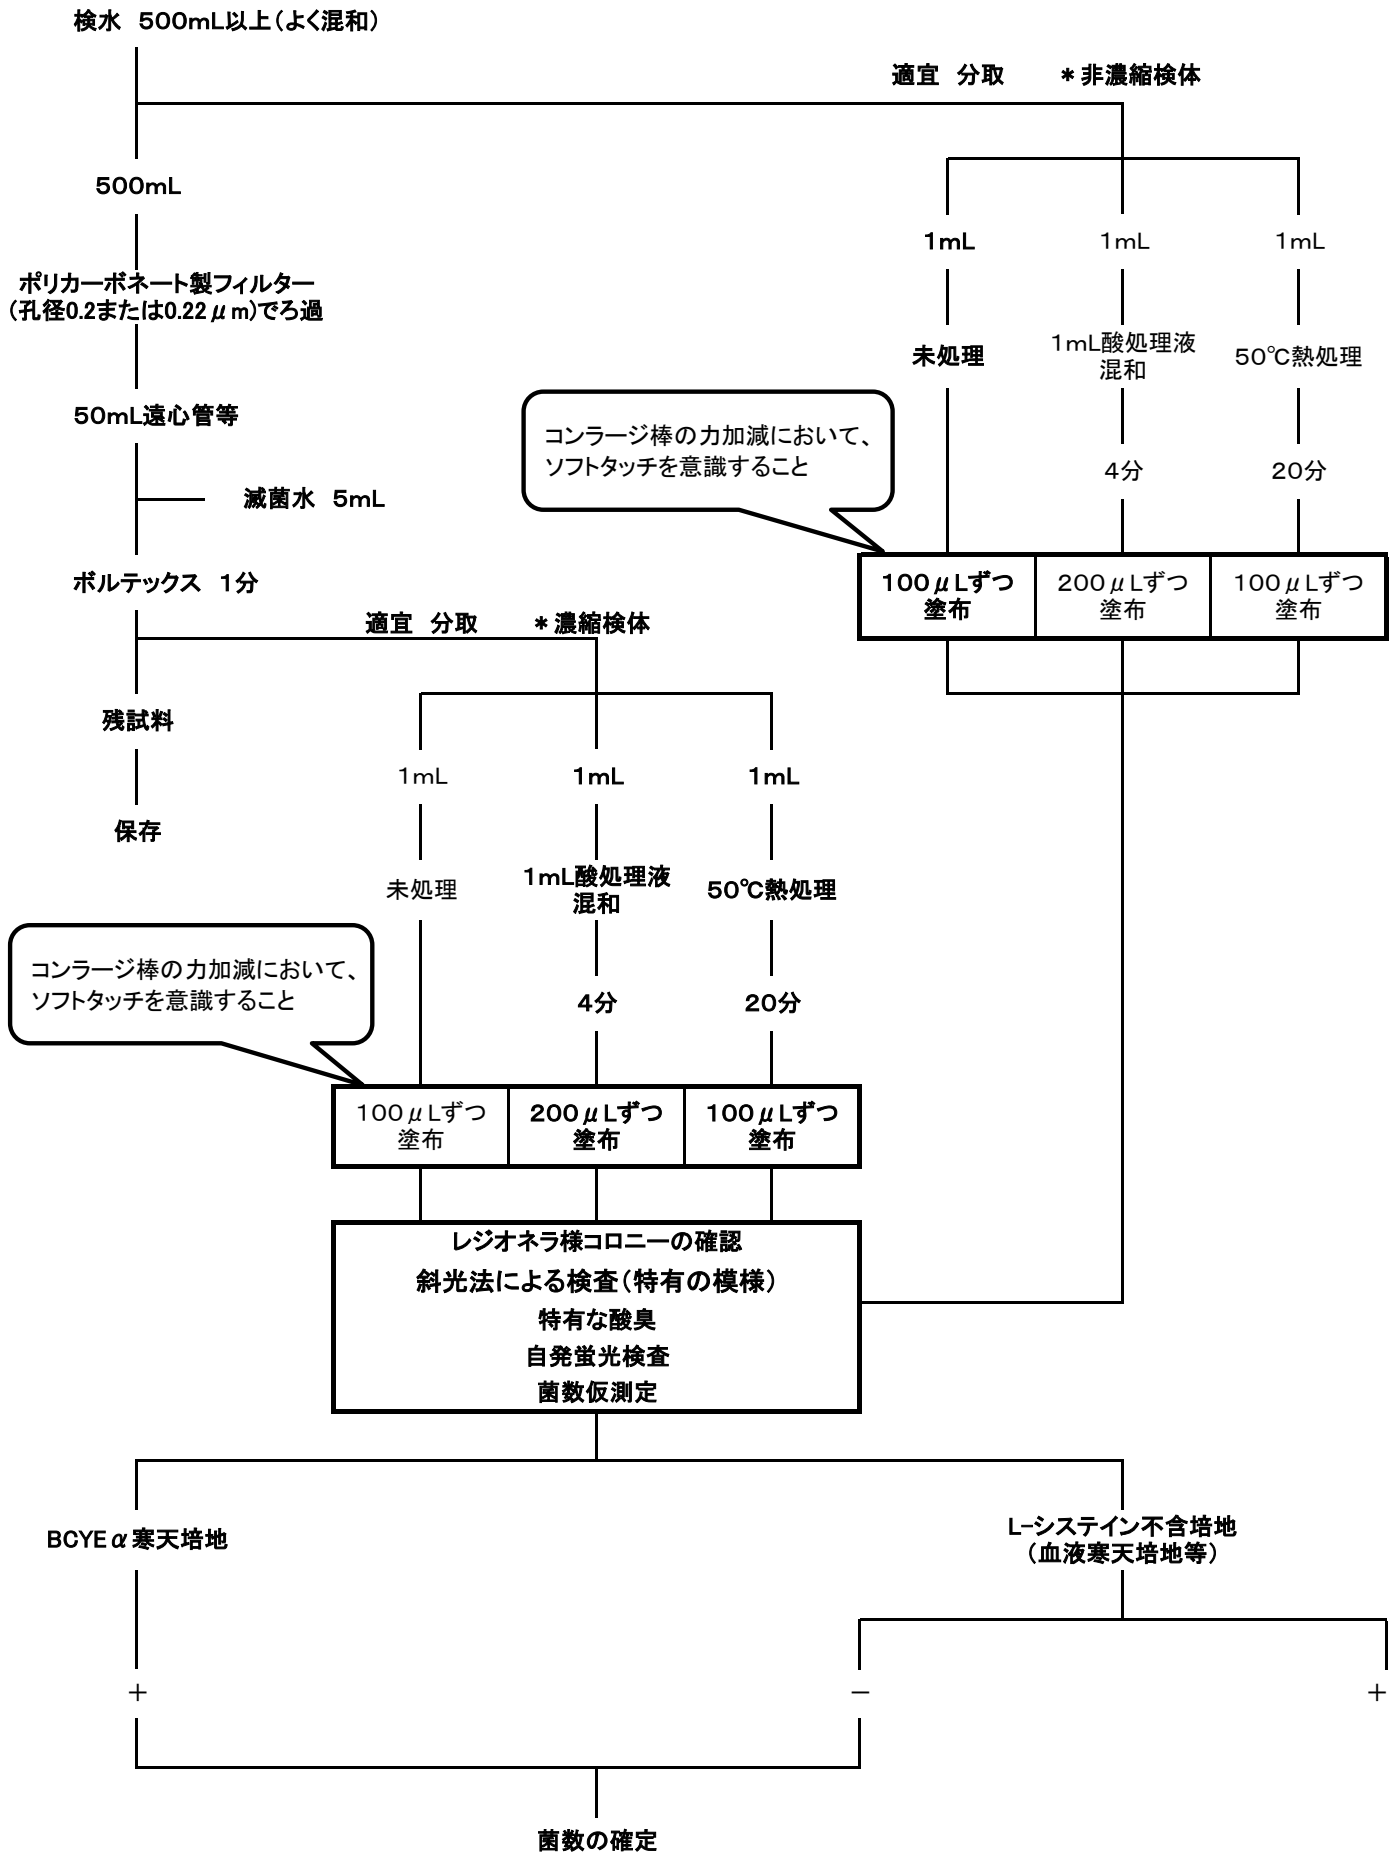 検水　500mL以上(よく混和)
適宜　分取　　＊非濃縮検体
500mL
1mL　1mL　1mL
ポリカーボネート製フィルター
(孔径0.2または0.22μm)でろ過
未処理
1mL酸処理液
混和
50℃熱処理
50mL遠心管等
コンラージ棒の力加減において、
ソフトタッチを意識すること
4分　20分
滅菌水　5mL
100μLずつ
塗布
200μLずつ
塗布
100μLずつ
塗布
ボルテックス　1分
適宜　分取　　＊濃縮検体
残試料
保存
1mL　1mL　1mL
未処理
1mL酸処理液
混和
50℃熱処理
コンラージ棒の力加減において、
ソフトタッチを意識すること
4分　20分
100μLずつ
塗布
200μLずつ
塗布
100μLずつ
塗布
レジオネラ様コロニーの確認
斜光法による検査(特有の模様)
特有な酸臭
自発蛍光検査
菌数仮測定
BCYEα寒天培地
L-システイン不含培地
(血液寒天培地等)
＋　－　＋
菌数の確定